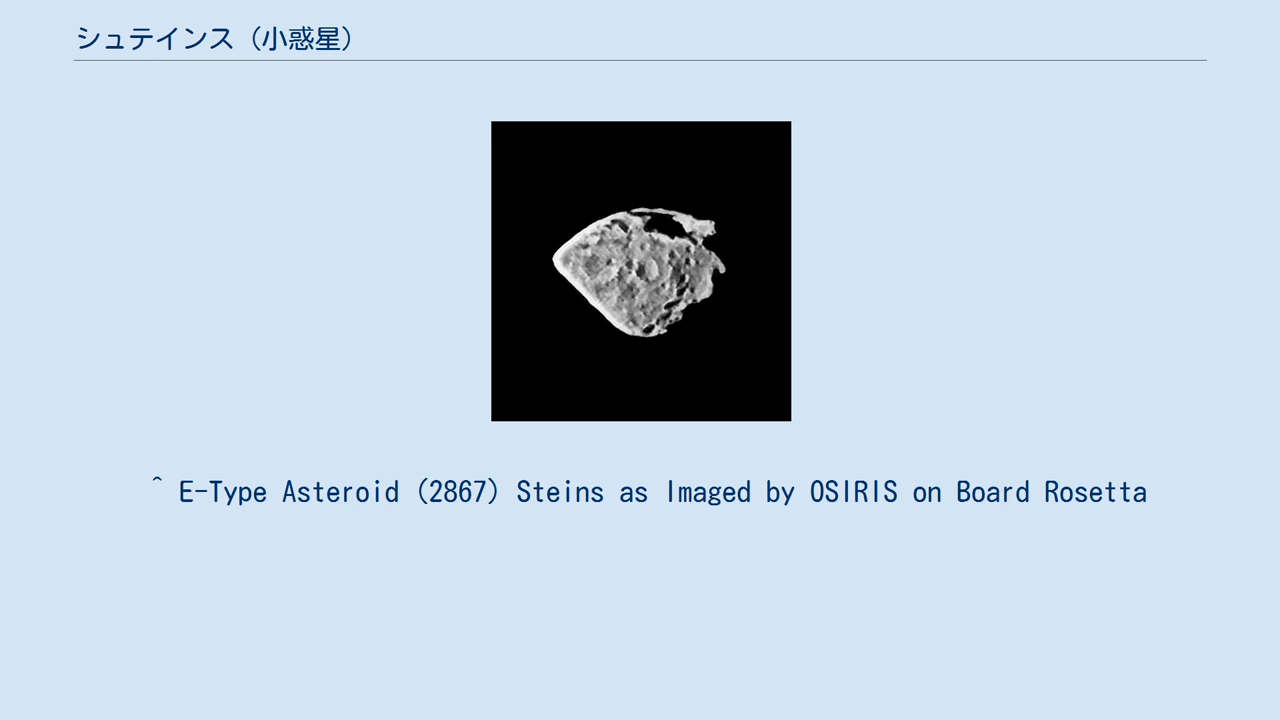 シュテインス（小惑星）
^ E-Type Asteroid (2867) Steins as Imaged by OSIRIS on Board Rosetta